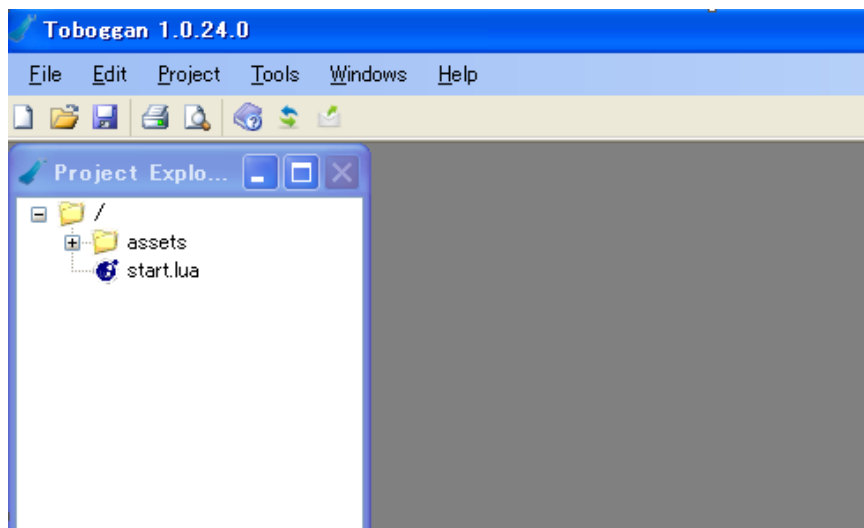 Toboggan 1.0.24.0
File Edit Project Tools Windows Help
Project Explo...
/
assets
start.lua